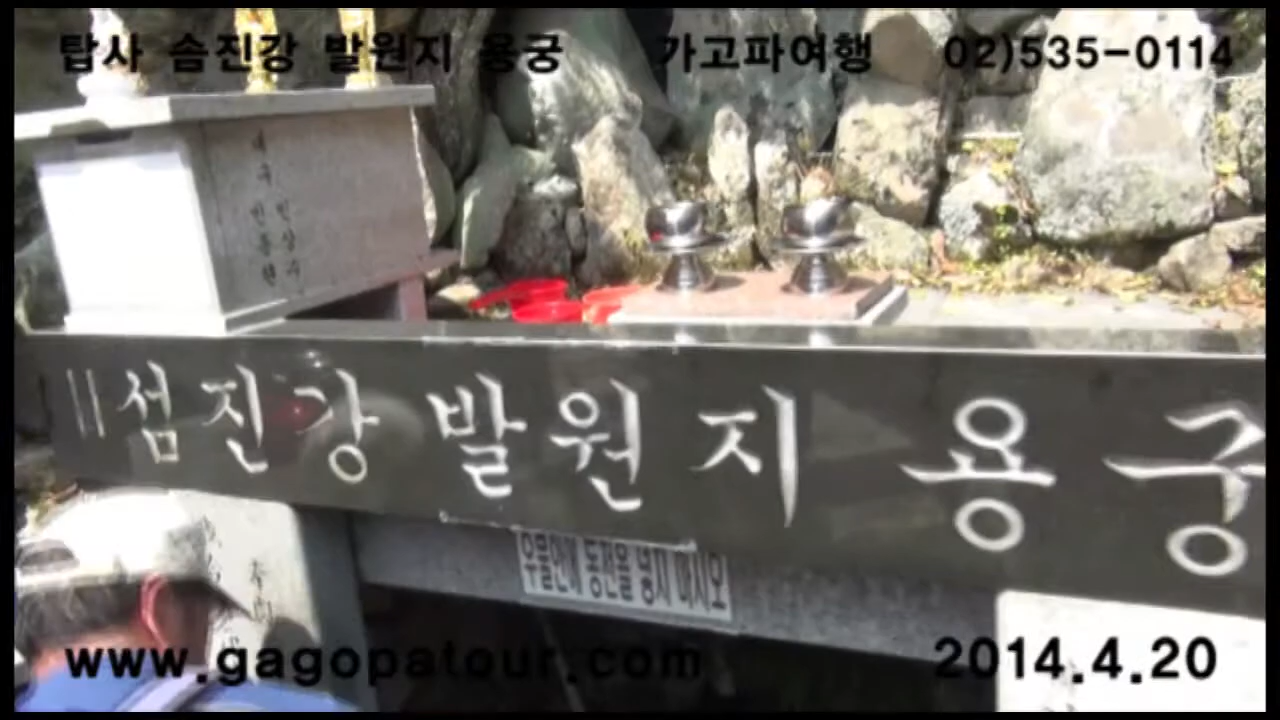 탑사 솜진강 발원지 용궁 가고파여행 02)535-0114
"섬진강 발원지 용궁
우물안에 동전을 넣지 마시오
www.gagopatour.com 2014.4.20